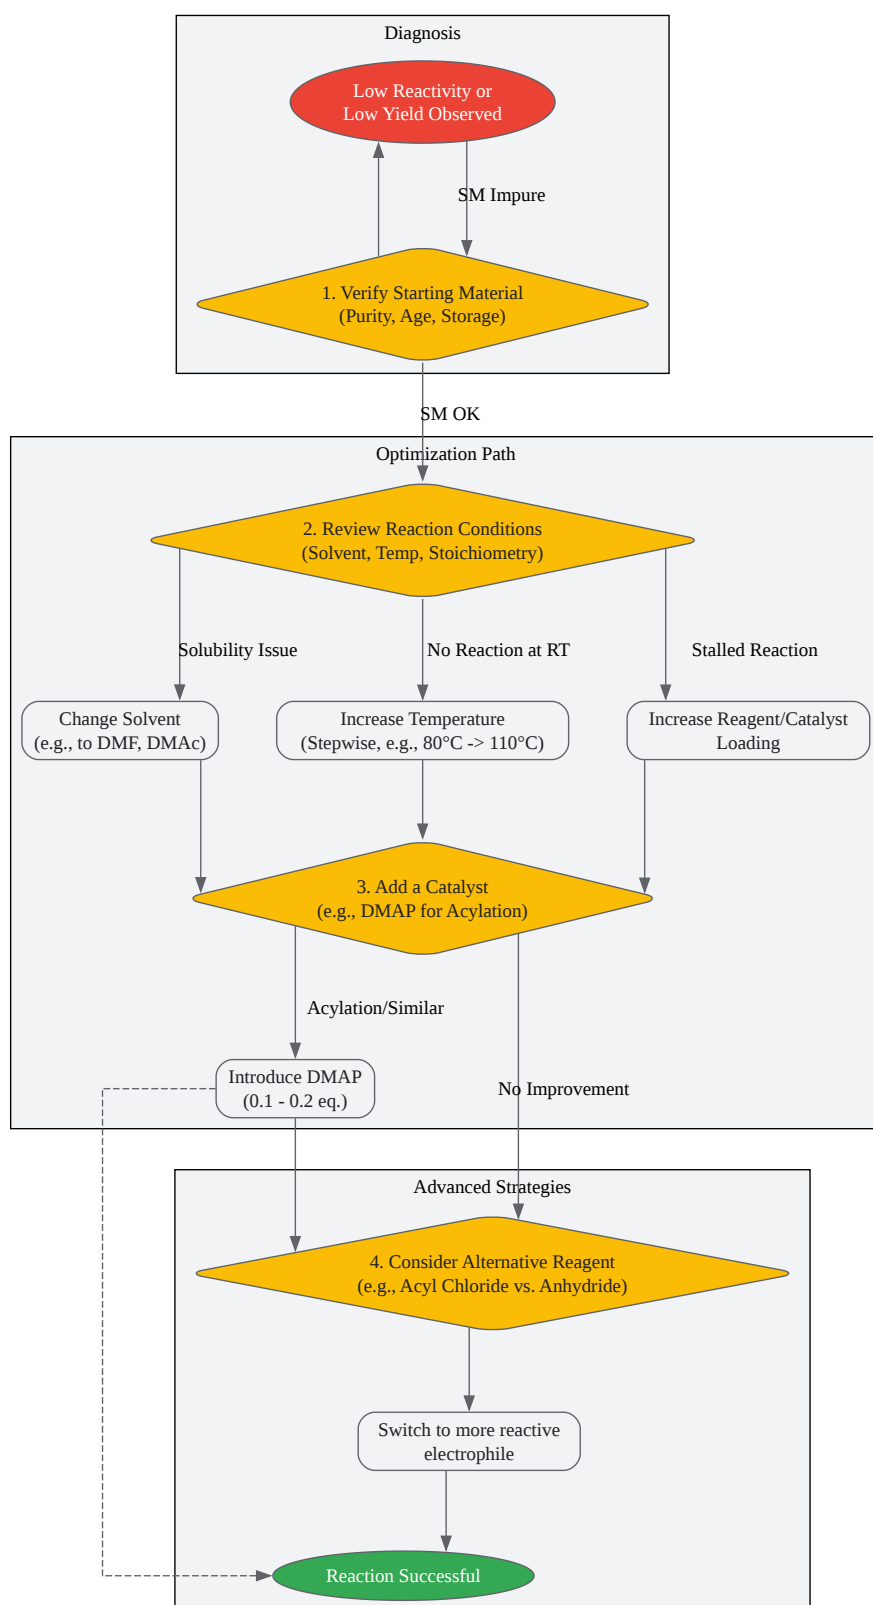 Diagnosis
Low Reactivity or
Low Yield Observed
SM Impure
1. Verify Starting Material
(Purity, Age, Storage)
SM OK
Optimization Path
2. Review Reaction Conditions
(Solvent, Temp, Stoichiometry)
Solubility Issue
No Reaction at RT
Stalled Reaction
Change Solvent
(e.g., to DMF, DMAc)
Increase Temperature
(Stepwise, e.g., 80°C -> 110°C)
Increase Reagent/Catalyst
Loading
3. Add a Catalyst
(e.g., DMAP for Acylation)
Acylation/Similar
Introduce DMAP
(0.1 - 0.2 eq.)
No Improvement
Advanced Strategies
4. Consider Alternative Reagent
(e.g., Acyl Chloride vs. Anhydride)
Switch to more reactive
electrophile
Reaction Successful